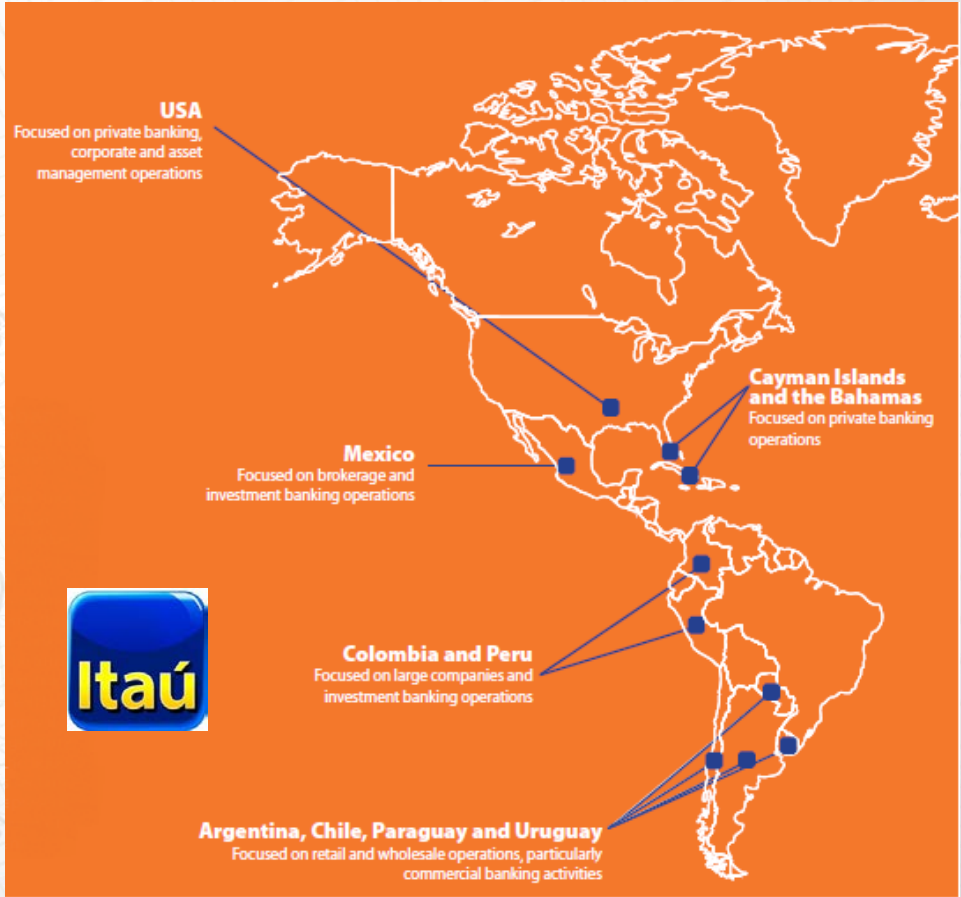 USA
Focused on private banking,
corporate and asset
management operations
Cayman Islands
and the Bahamas
Focused on private banking
operations
Mexico
Focused on brokerage and
investment banking operations
Itaú
Colombia and Peru
Focused on large companies and
investment banking operations
Argentina, Chile, Paraguay and Uruguay
Focused on retail and wholesale operations, particularly
commercial banking activities